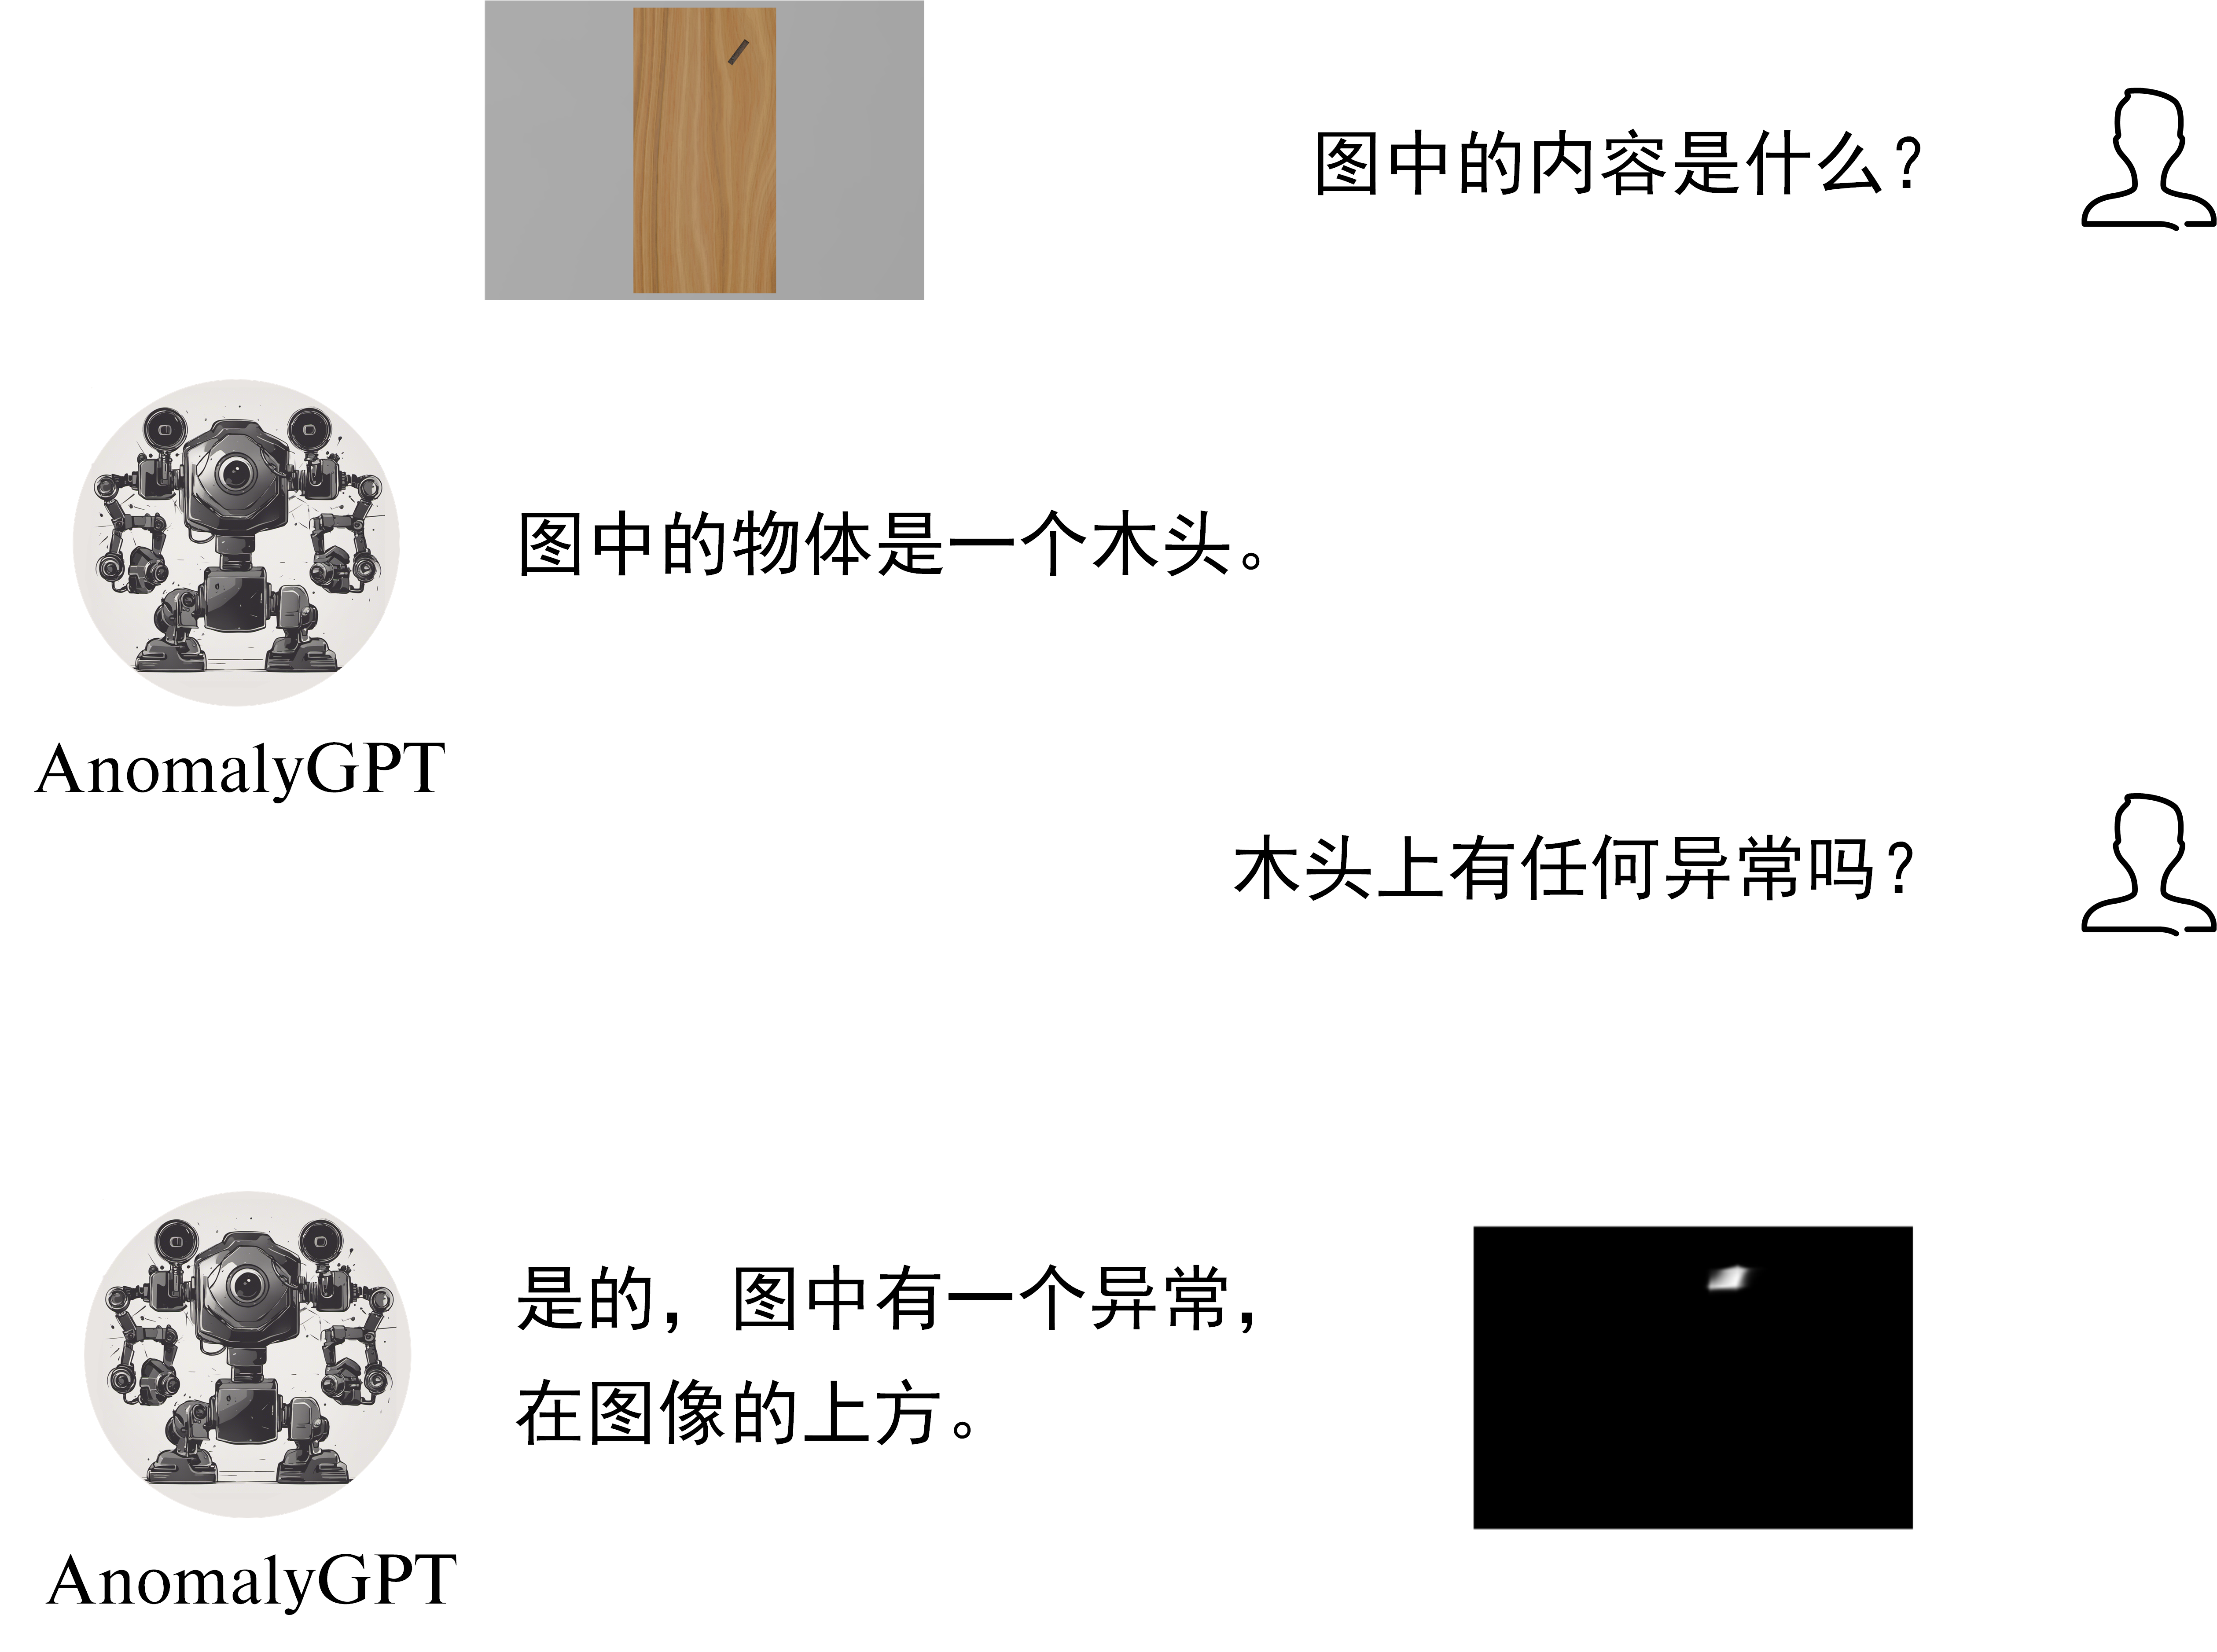 图中的内容是什么？
图中的物体是一个木头。
AnomalyGPT
木头上有任何异常吗？
是的，图中有一个异常，
在图像的上方。
AnomalyGPT